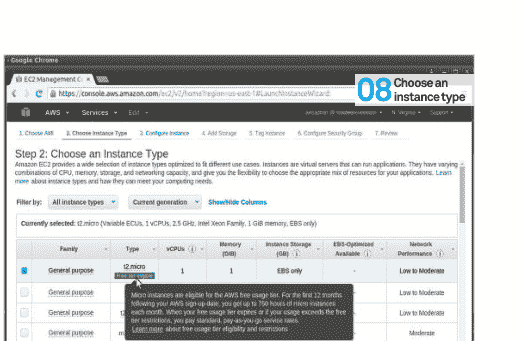 Google Chrome
EC2 Management C
https://console.aws.amazon.com/ec2/v2/home?region=us-east-1#LaunchInstanceWizard:
08 Choose an
instance type
AWS Services Edit
N. Virginia Support
1. Choose AMI 2. Choose Instance Type 3. Configure Instance 4. Add Storage 5. Tag Instance 6. Configure Security Group 7. Review
Step 2: Choose an Instance Type
Amazon EC2 provides a wide selection of instance types optimized to fit different use cases. Instances are virtual servers that can run applications. They have varying
combinations of CPU, memory, storage, and networking capacity, and give you the flexibility to choose the appropriate mix of resources for your applications. Learn
more about instance types and how they can meet your computing needs.
Filter by: All instance types Current generation Show/Hide Columns
Currently selected: t2.micro (Variable ECUs, 1 vCPUs, 2.5 GHz, Intel Xeon Family, 1 GiB memory, EBS only)
Family Type vCPUs Memory (GiB) Instance Storage (GB) EBS-Optimized Available Network Performance
General purpose t2.micro 1 1 EBS only - Low to Moderate
Free tier eligible
General purpose Low to Moderate
General purpose Low to Moderate
General purpose Moderate
Micro instances are eligible for the AWS free usage tier. For the first 12 months
following your AWS sign-up date, you get up to 750 hours of micro instances
each month. When your free usage tier expires or if your usage exceeds the free
tier restrictions, you pay standard, pay-as-you-go service rates.
Learn more about free usage tier eligibility and restrictions